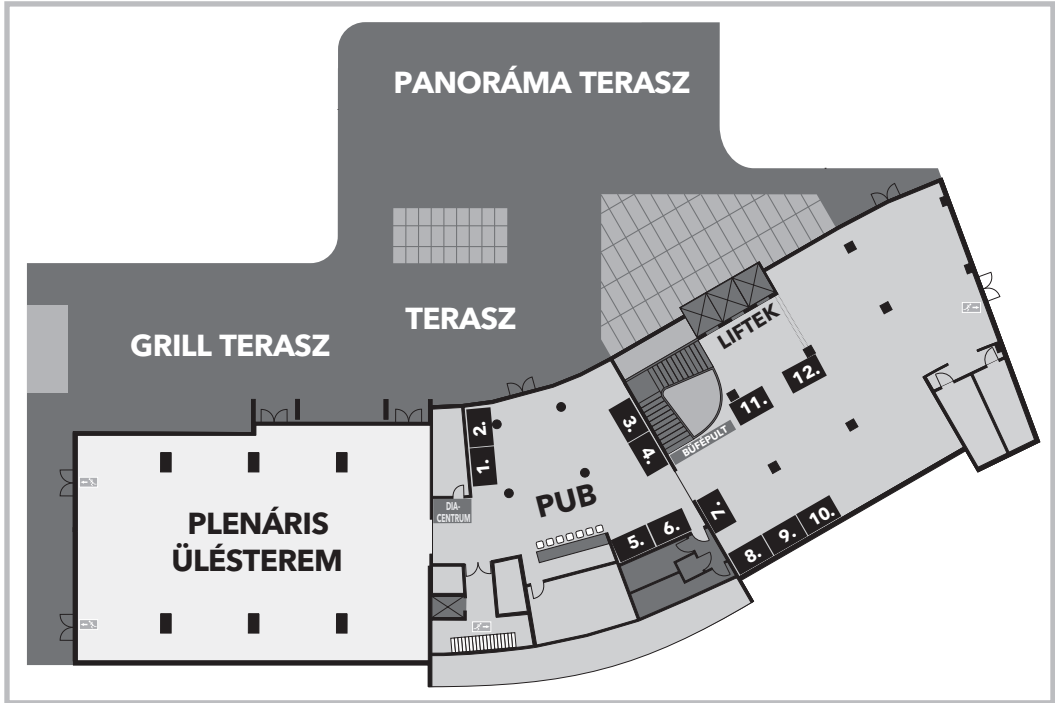 PANORÁMA TERASZ
TERASZ
GRILL TERASZ
LIFTEK
12.
11.
BÜFÉPULT
2.
1.
3.
4.
DIA-
CENTRUM
PUB
PLENÁRIS
ÜLÉSTEREM
5.
6.
7.
8.
9.
10.